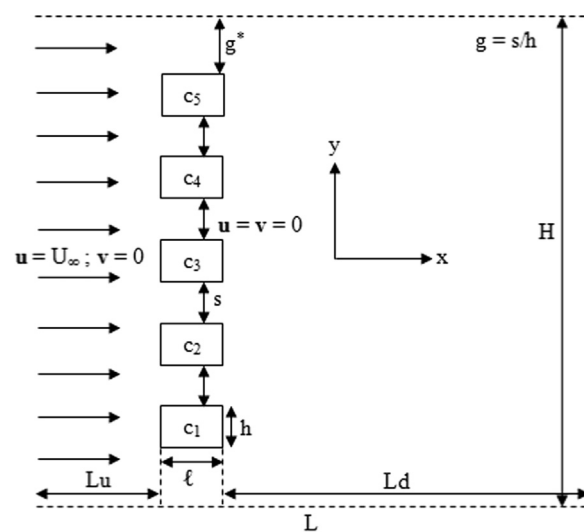 g*
g = s/h
c₅
c₄
y
u = v = 0
H
u = U∞ ; v = 0
c₃
x
s
c₂
c₁
h
Lu
ℓ
Ld
L